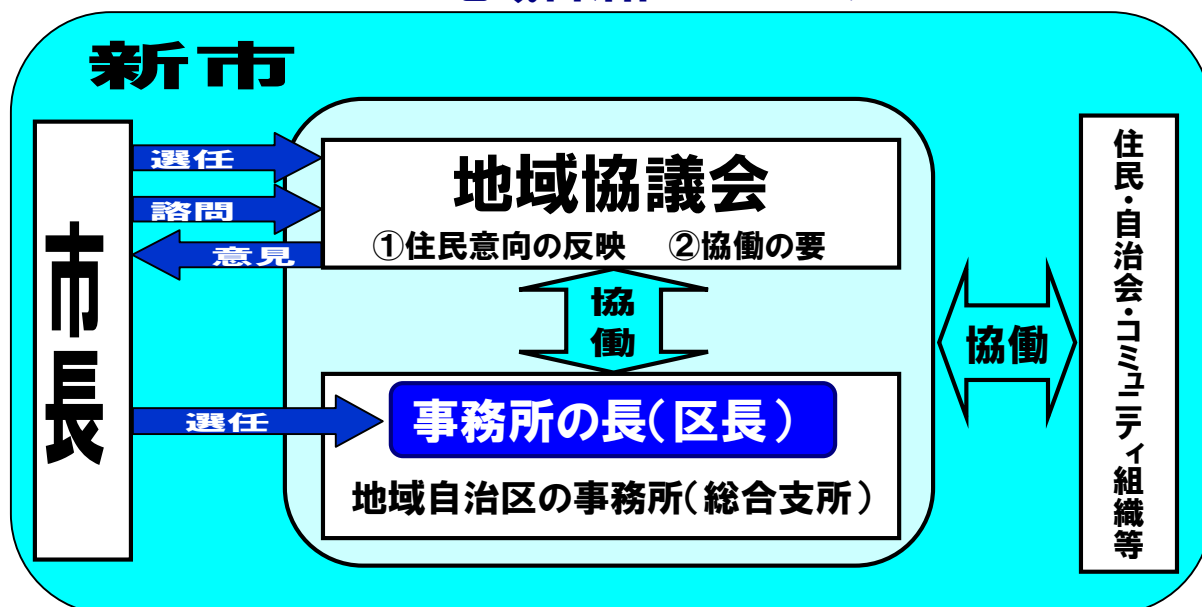 新市
市長
選任
諮問
意見
選任
地域協議会
①住民意向の反映 ②協働の要
協働
事務所の長(区長)
地域自治区の事務所(総合支所)
協働
住民・自治会・コミュニティ組織等